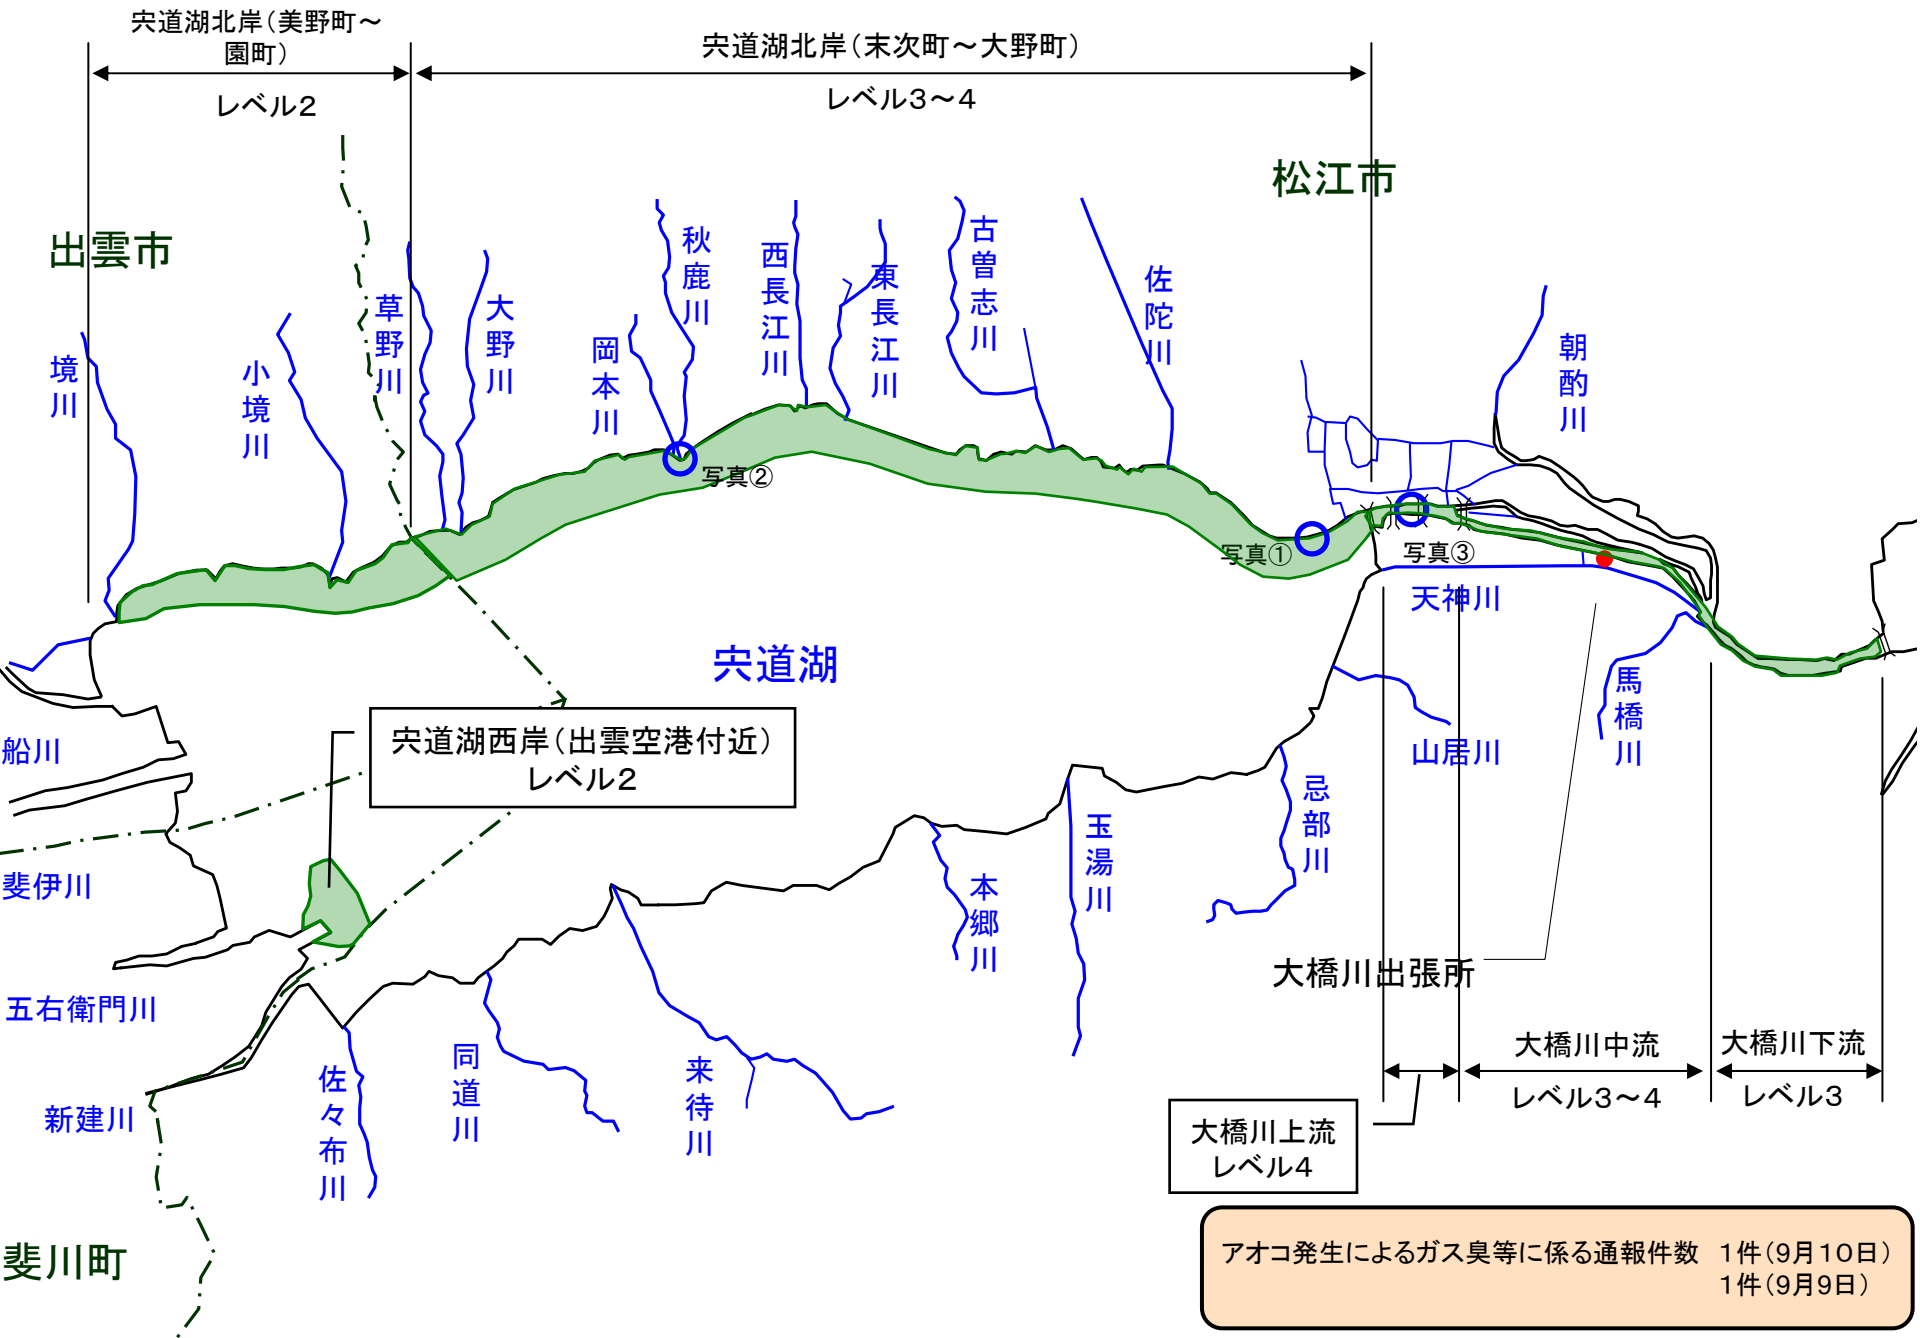 宍道湖北岸（美野町～
園町）
レベル2
宍道湖北岸（末次町～大野町）
レベル3～4
松江市
出雲市
境川
小境川
草野川
大野川
岡本川
秋鹿川
西長江川
東長江川
古曽志川
佐陀川
朝酌川
写真②
写真①
写真③
天神川
宍道湖
馬橋川
山居川
船川
宍道湖西岸（出雲空港付近）
レベル2
斐伊川
忌部川
玉湯川
本郷川
大橋川出張所
五右衛門川
新建川
佐々布川
同道川
来待川
大橋川中流
レベル3～4
大橋川下流
レベル3
大橋川上流
レベル4
斐川町
アオコ発生によるガス臭等に係る通報件数　1件（9月10日）
1件（9月9日）